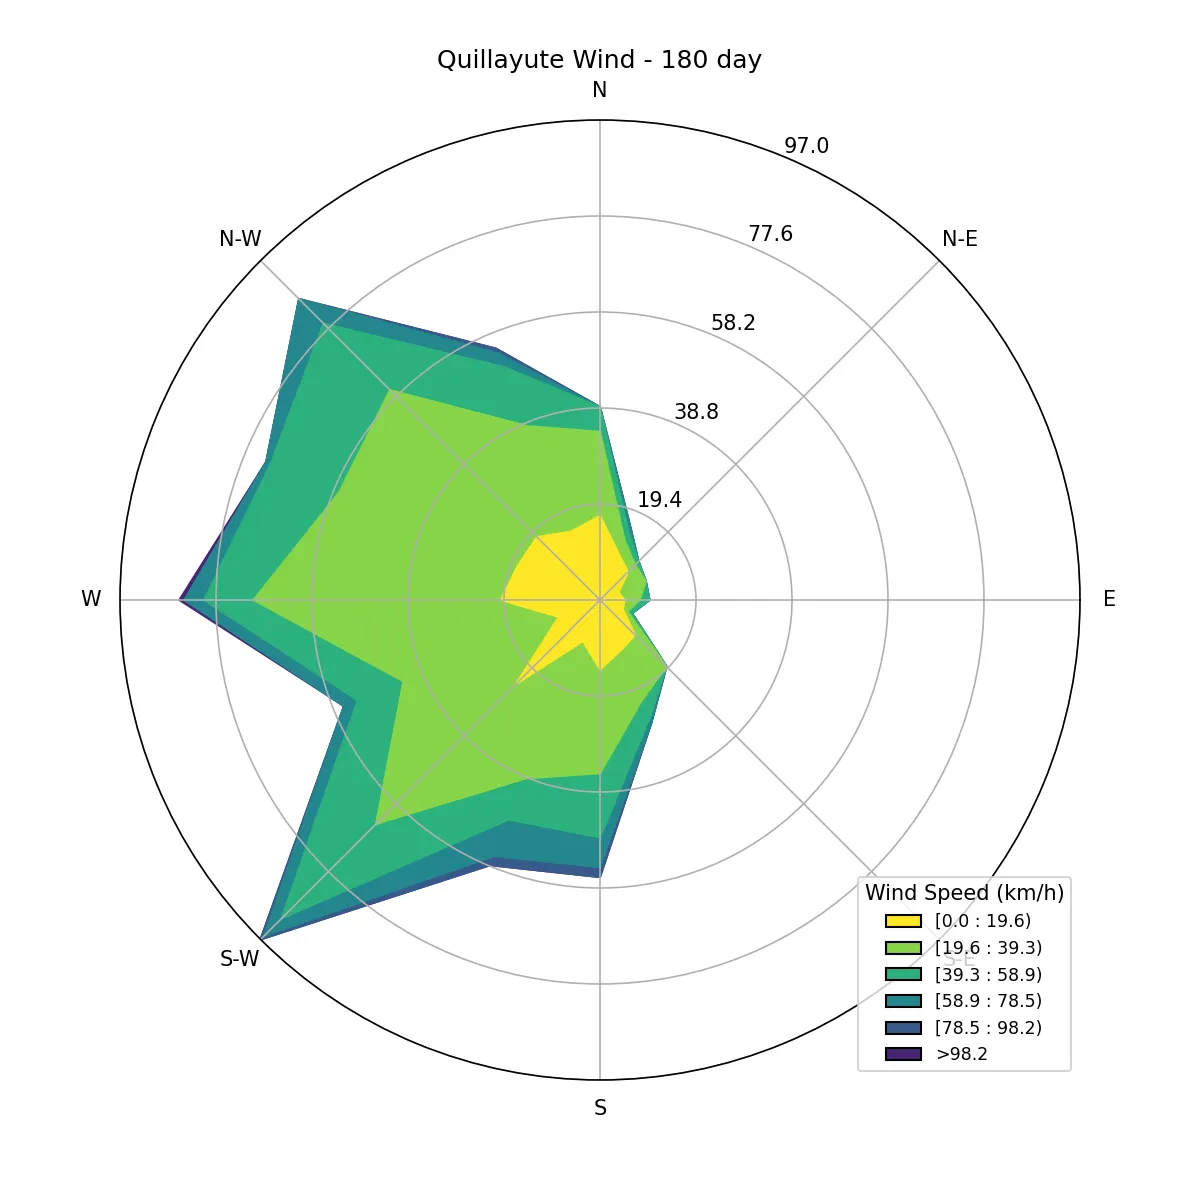 Quillayute Wind - 180 day
N
97.0
77.6
N-W
N-E
58.2
38.8
19.4
W
E
Wind Speed (km/h)
[0.0 : 19.6)
[19.6 : 39.3)
S-W
S-E
[39.3 : 58.9)
[58.9 : 78.5)
[78.5 : 98.2)
>98.2
S